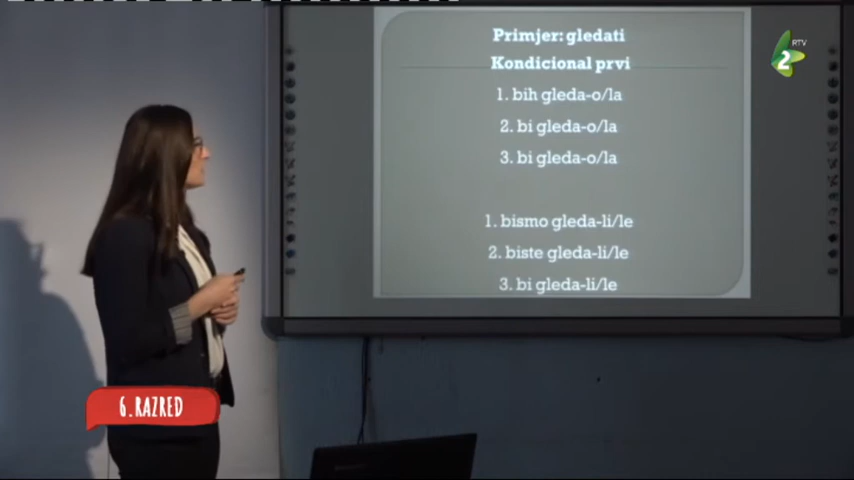 Primjer: gledati
Kondicional prvi
1. bih gleda-o/la
2. bi gleda-o/la
3. bi gleda-o/la
1. bismo gleda-li/le
2. biste gleda-li/le
3. bi gleda-li/le
RTV
2
6.RAZRED